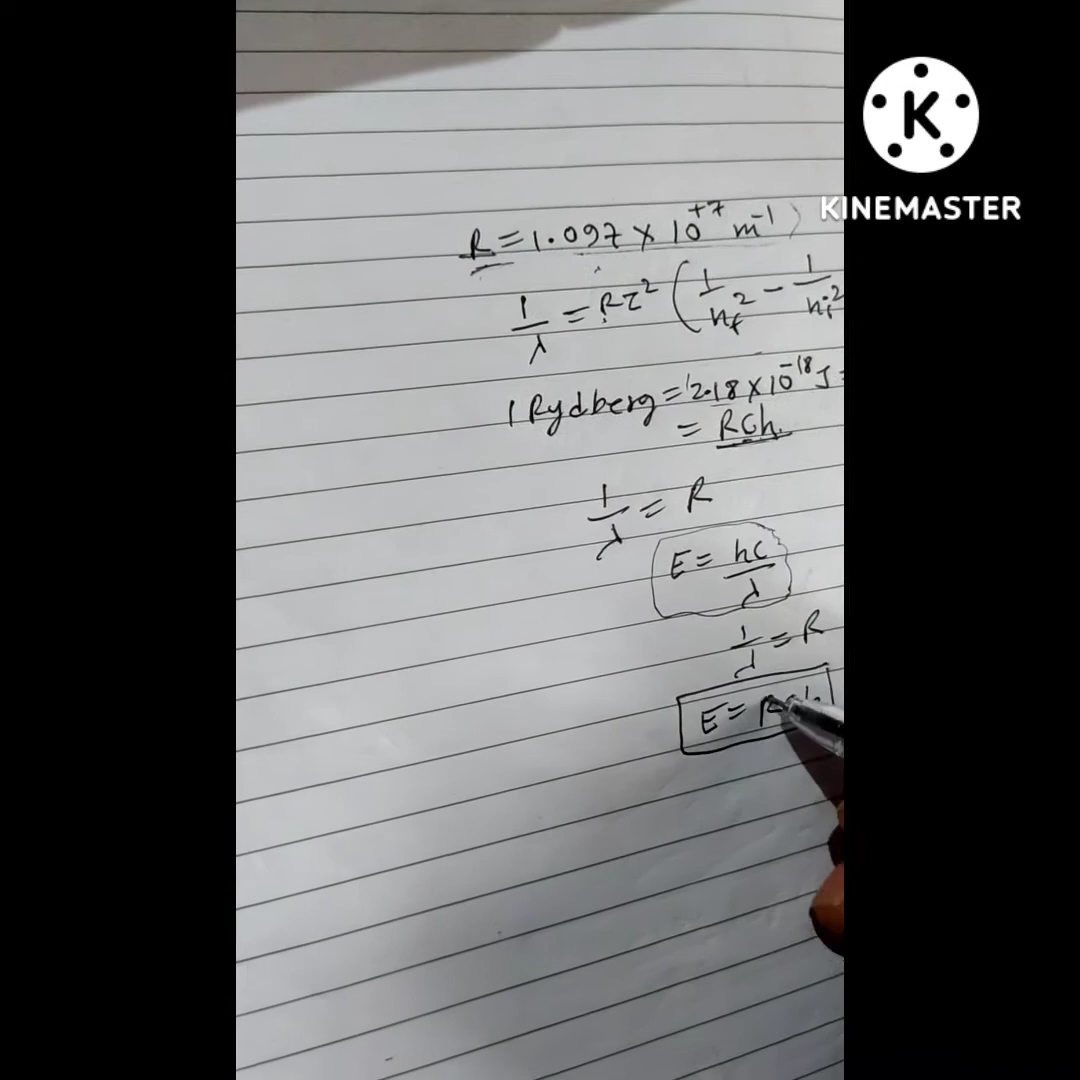 KINEMASTER
R = 1.097 × 10⁺⁷ m⁻¹ )
1/λ = RZ² ( 1/n_f² − 1/n_i²
1 Rydberg = 2.18 × 10⁻¹⁸ J =
= RCh.
1/λ = R
E = hc/λ
1/λ = R
E = RCh